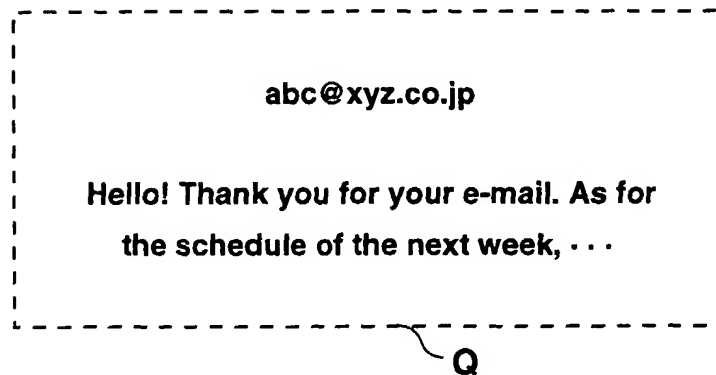 abc@xyz.co.jp
Hello! Thank you for your e-mail. As for
the schedule of the next week, · · ·
Q